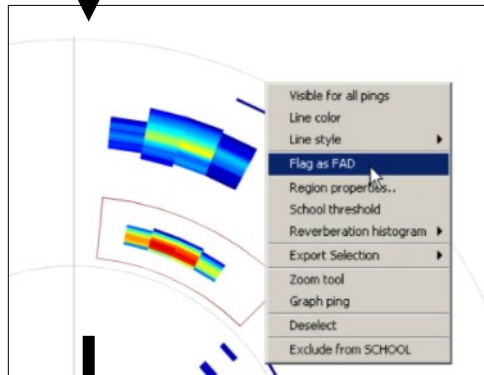 Visible for all pings
Line color
Line style
Flag as FAD
Region properties..
School threshold
Reverberation histogram
Export Selection
Zoom tool
Graph ping
Deselect
Exclude from SCHOOL